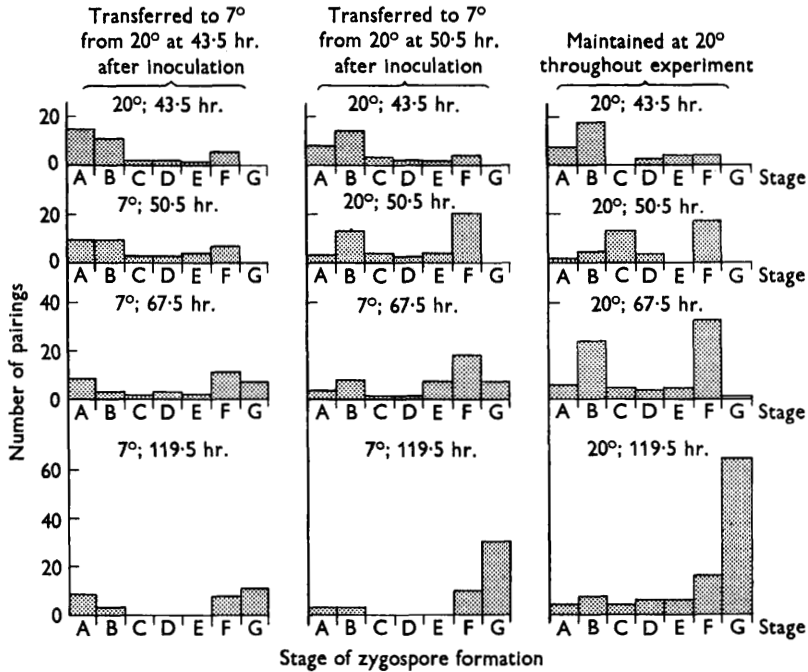 Transferred to 7°
from 20° at 43·5 hr.
after inoculation
Transferred to 7°
from 20° at 50·5 hr.
after inoculation
Maintained at 20°
throughout experiment
20°; 43·5 hr.
20°; 43·5 hr.
20°; 43·5 hr.
20
0
A B C D E F G
A B C D E F G
A B C D E F G Stage
7°; 50·5 hr.
20°; 50·5 hr.
20°; 50·5 hr.
20
0
A B C D E F G
A B C D E F G
A B C D E F G Stage
7°; 67·5 hr.
7°; 67·5 hr.
20°; 67·5 hr.
40
20
0
A B C D E F G
A B C D E F G
A B C D E F G Stage
7°; 119·5 hr.
7°; 119·5 hr.
20°; 119·5 hr.
60
40
20
0
A B C D E F G
A B C D E F G
A B C D E F G Stage
Number of pairings
Stage of zygospore formation